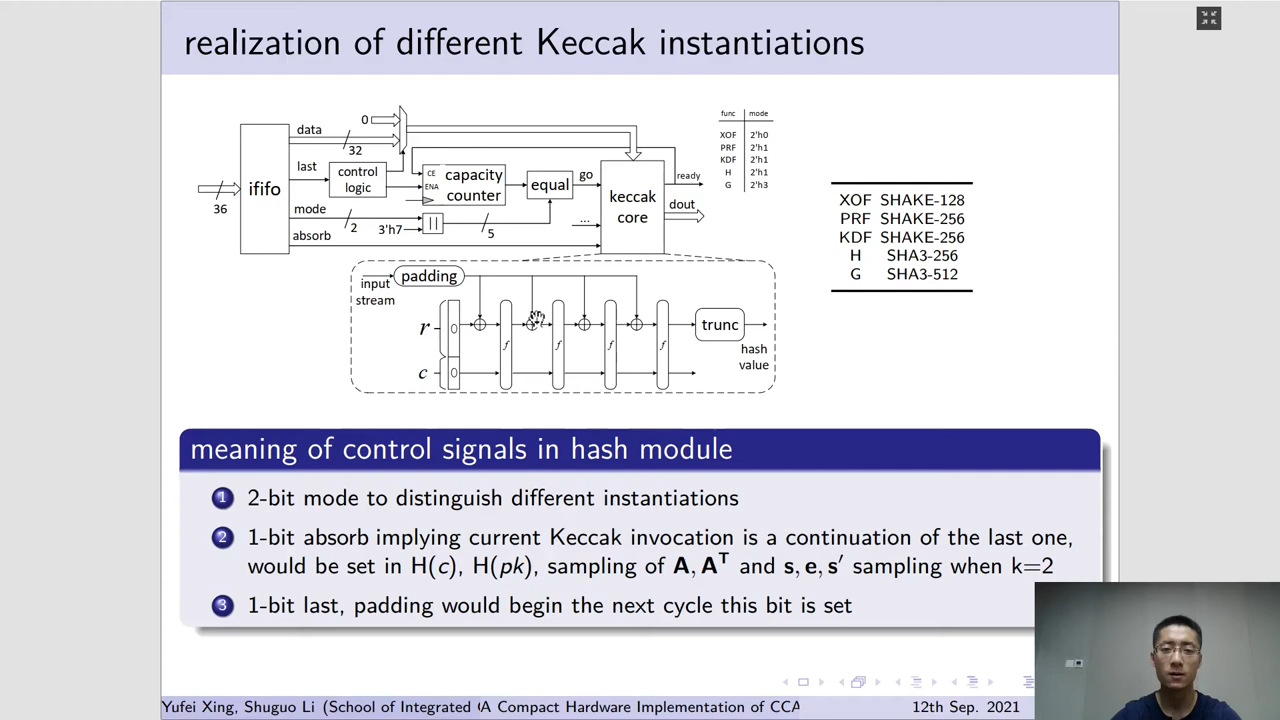 realization of different Keccak instantiations
0
data
32
last
control
logic
CE
ENA
capacity
counter
equal
go
ready
keccak
core
dout
ififo
36
mode
2
3'h7
||
5
...
absorb
func mode
XOF 2'h0
PRF 2'h1
KDF 2'h1
H 2'h1
G 2'h3
XOF SHAKE-128
PRF SHAKE-256
KDF SHAKE-256
H SHA3-256
G SHA3-512
input
stream
padding
r 0
c 0
f f f f
trunc
hash
value
meaning of control signals in hash module
1 2-bit mode to distinguish different instantiations
2 1-bit absorb implying current Keccak invocation is a continuation of the last one,
would be set in H(c), H(pk), sampling of A, Aᵀ and s, e, s′ sampling when k=2
3 1-bit last, padding would begin the next cycle this bit is set
Yufei Xing, Shuguo Li (School of Integrated A Compact Hardware Implementation of CCA 12th Sep. 2021